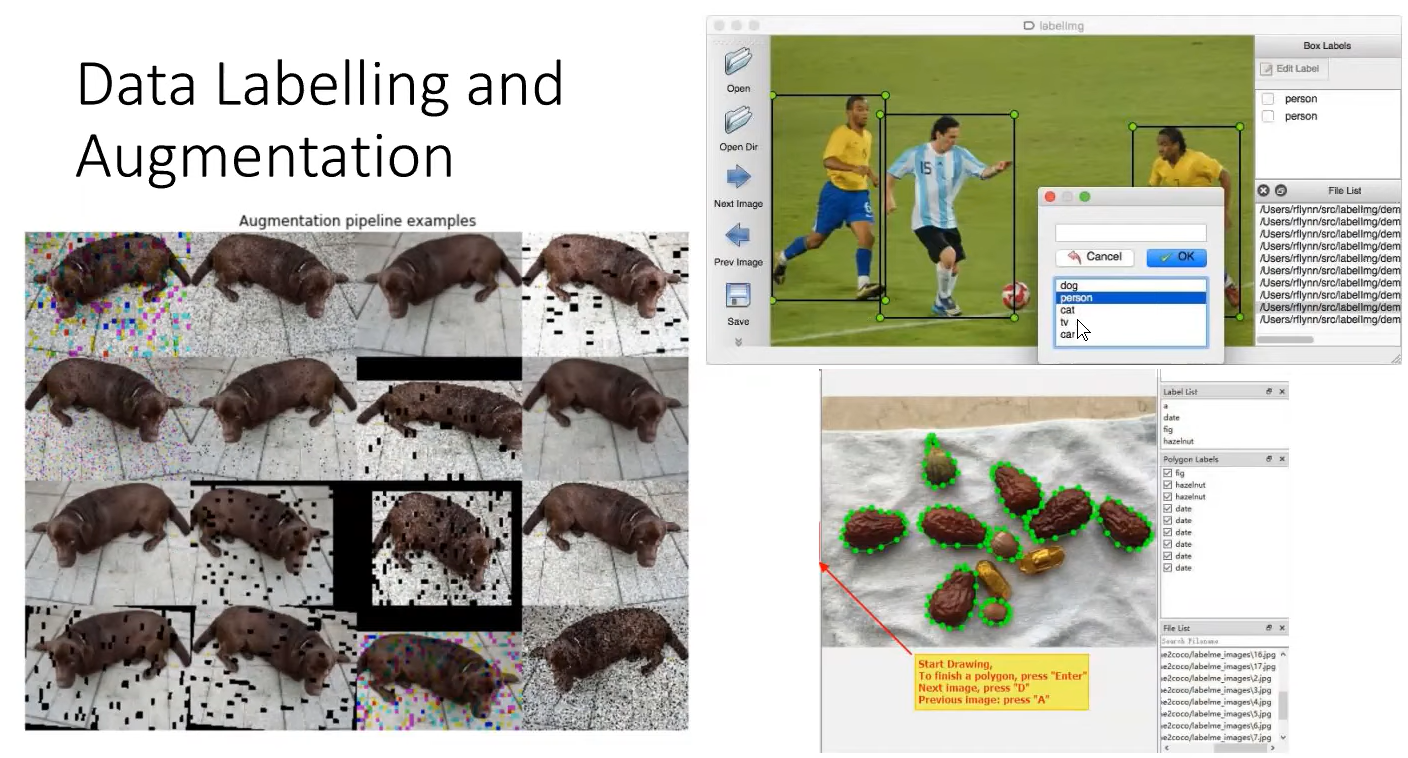 Data Labelling and
Augmentation
Augmentation pipeline examples
labelImg
Open
Open Dir
Next Image
Prev Image
Save
15
Box Labels
Edit Label
person
person
File List
/Users/rflynn/src/labelImg/dem
/Users/rflynn/src/labelImg/dem
/Users/rflynn/src/labelImg/dem
/Users/rflynn/src/labelImg/dem
/Users/rflynn/src/labelImg/dem
/Users/rflynn/src/labelImg/dem
/Users/rflynn/src/labelImg/dem
/Users/rflynn/src/labelImg/dem
/Users/rflynn/src/labelImg/dem
/Users/rflynn/src/labelImg/dem
Cancel
OK
dog
person
cat
tv
car
Label List
a
date
fig
hazelnut
Polygon Labels
fig
hazelnut
hazelnut
date
date
date
date
date
date
File List
Search Filename
e2coco/labelme_images\16.jpg
e2coco/labelme_images\17.jpg
e2coco/labelme_images\2.jpg
e2coco/labelme_images\3.jpg
e2coco/labelme_images\4.jpg
e2coco/labelme_images\5.jpg
e2coco/labelme_images\6.jpg
e2coco/labelme_images\7.jpg
Start Drawing,
To finish a polygon, press "Enter"
Next image, press "D"
Previous image: press "A"